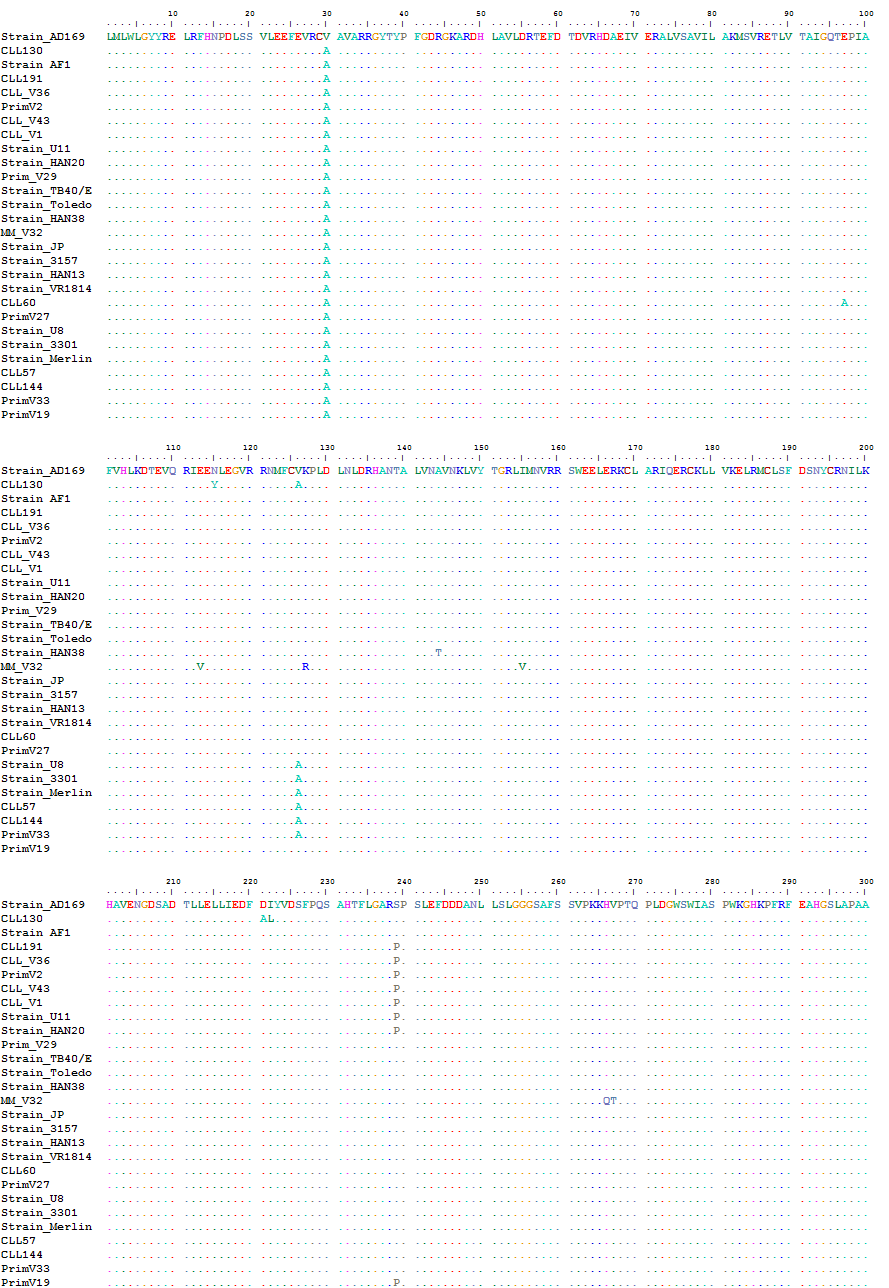 10 20 30 40 50 60 70 80 90 100
Strain_AD169 LMLWLGYYRE LRFHNPDLSS VLEEFEVRCV AVARRGYTYP FGDRGKARDH LAVLDRTEFD TDVRHDAEIV ERALVSAVIL AKMSVRETLV TAIGQTEPIA
CLL130 A
Strain AF1 A
CLL191 A
CLL_V36 A
PrimV2 A
CLL_V43 A
CLL_V1 A
Strain_U11 A
Strain_HAN20 A
Prim_V29 A
Strain_TB40/E A
Strain_Toledo A
Strain_HAN38 A
MM_V32 A
Strain_JP A
Strain_3157 A
Strain_HAN13 A
Strain_VR1814 A
CLL60 A A
PrimV27 A
Strain_U8 A
Strain_3301 A
Strain_Merlin A
CLL57 A
CLL144 A
PrimV33 A
PrimV19 A
110 120 130 140 150 160 170 180 190 200
Strain_AD169 FVHLKDTEVQ RIEENLEGVR RNMFCVKPLD LNLDRHANTA LVNAVNKLVY TGRLIMNVRR SWEELERKCL ARIQERCKLL VKELRMCLSF DSNYCRNILK
CLL130 Y A
Strain AF1
CLL191
CLL_V36
PrimV2
CLL_V43
CLL_V1
Strain_U11
Strain_HAN20
Prim_V29
Strain_TB40/E
Strain_Toledo
Strain_HAN38 T
MM_V32 V R V
Strain_JP
Strain_3157
Strain_HAN13
Strain_VR1814
CLL60
PrimV27
Strain_U8 A
Strain_3301 A
Strain_Merlin A
CLL57 A
CLL144 A
PrimV33 A
PrimV19
210 220 230 240 250 260 270 280 290 300
Strain_AD169 HAVENGDSAD TLLELLIEDF DIYVDSFPQS AHTFLGARSP SLEFDDDANL LSLGGGSAFS SVPKKHVPTQ PLDGWSWIAS PWKGHKPFRF EAHGSLAPAA
CLL130 AL
Strain AF1
CLL191 P
CLL_V36 P
PrimV2 P
CLL_V43 P
CLL_V1 P
Strain_U11 P
Strain_HAN20 P
Prim_V29
Strain_TB40/E
Strain_Toledo
Strain_HAN38
MM_V32 QT
Strain_JP
Strain_3157
Strain_HAN13
Strain_VR1814
CLL60
PrimV27
Strain_U8
Strain_3301
Strain_Merlin
CLL57
CLL144
PrimV33
PrimV19 P